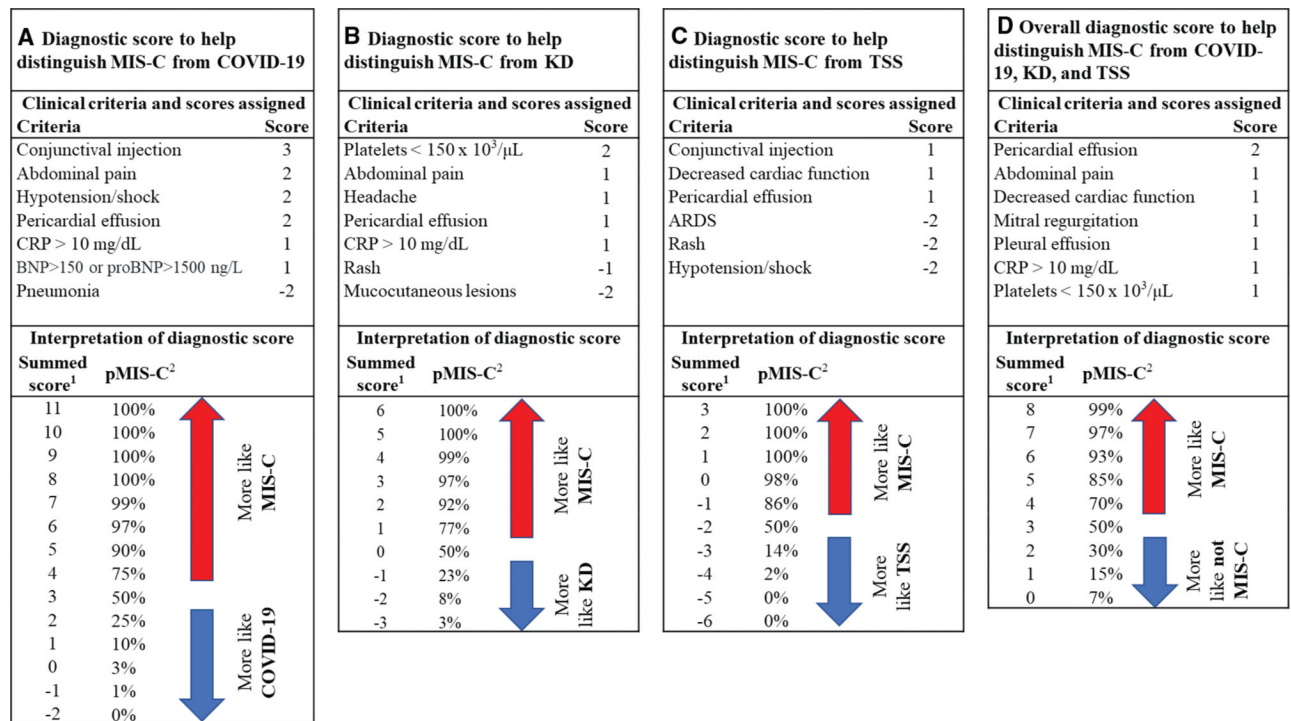 A Diagnostic score to help
distinguish MIS-C from COVID-19
Clinical criteria and scores assigned
Criteria Score
Conjunctival injection 3
Abdominal pain 2
Hypotension/shock 2
Pericardial effusion 2
CRP > 10 mg/dL 1
BNP>150 or proBNP>1500 ng/L 1
Pneumonia -2
Interpretation of diagnostic score
Summed
score¹ pMIS-C²
11 100%
10 100%
9 100%
8 100%
7 99%
6 97%
5 90%
4 75%
3 50%
2 25%
1 10%
0 3%
-1 1%
-2 0%
More like
MIS-C
More like
COVID-19
B Diagnostic score to help
distinguish MIS-C from KD
Clinical criteria and scores assigned
Criteria Score
Platelets < 150 x 10³/μL 2
Abdominal pain 1
Headache 1
Pericardial effusion 1
CRP > 10 mg/dL 1
Rash -1
Mucocutaneous lesions -2
Interpretation of diagnostic score
Summed
score¹ pMIS-C²
6 100%
5 100%
4 99%
3 97%
2 92%
1 77%
0 50%
-1 23%
-2 8%
-3 3%
More like
MIS-C
More
like KD
C Diagnostic score to help
distinguish MIS-C from TSS
Clinical criteria and scores assigned
Criteria Score
Conjunctival injection 1
Decreased cardiac function 1
Pericardial effusion 1
ARDS -2
Rash -2
Hypotension/shock -2
Interpretation of diagnostic score
Summed
score¹ pMIS-C²
3 100%
2 100%
1 100%
0 98%
-1 86%
-2 50%
-3 14%
-4 2%
-5 0%
-6 0%
More like
MIS-C
More
like TSS
D Overall diagnostic score to help
distinguish MIS-C from COVID-
19, KD, and TSS
Clinical criteria and scores assigned
Criteria Score
Pericardial effusion 2
Abdominal pain 1
Decreased cardiac function 1
Mitral regurgitation 1
Pleural effusion 1
CRP > 10 mg/dL 1
Platelets < 150 x 10³/μL 1
Interpretation of diagnostic score
Summed
score¹ pMIS-C²
8 99%
7 97%
6 93%
5 85%
4 70%
3 50%
2 30%
1 15%
0 7%
More like
MIS-C
More
like not
MIS-C